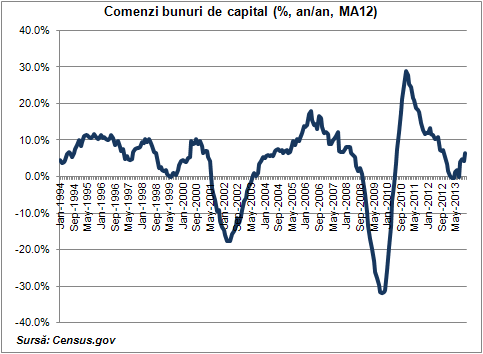 Comenzi bunuri de capital (%, an/an, MA12)
40.0%
30.0%
20.0%
10.0%
0.0%
-10.0%
-20.0%
-30.0%
-40.0%
Jan-1994
Sep-1994
May-1995
Jan-1996
Sep-1996
May-1997
Jan-1998
Sep-1998
May-1999
Jan-2000
Sep-2000
May-2001
Jan-2002
Sep-2002
May-2003
Jan-2004
Sep-2004
May-2005
Jan-2006
Sep-2006
May-2007
Jan-2008
Sep-2008
May-2009
Jan-2010
Sep-2010
May-2011
Jan-2012
Sep-2012
May-2013
Sursă: Census.gov